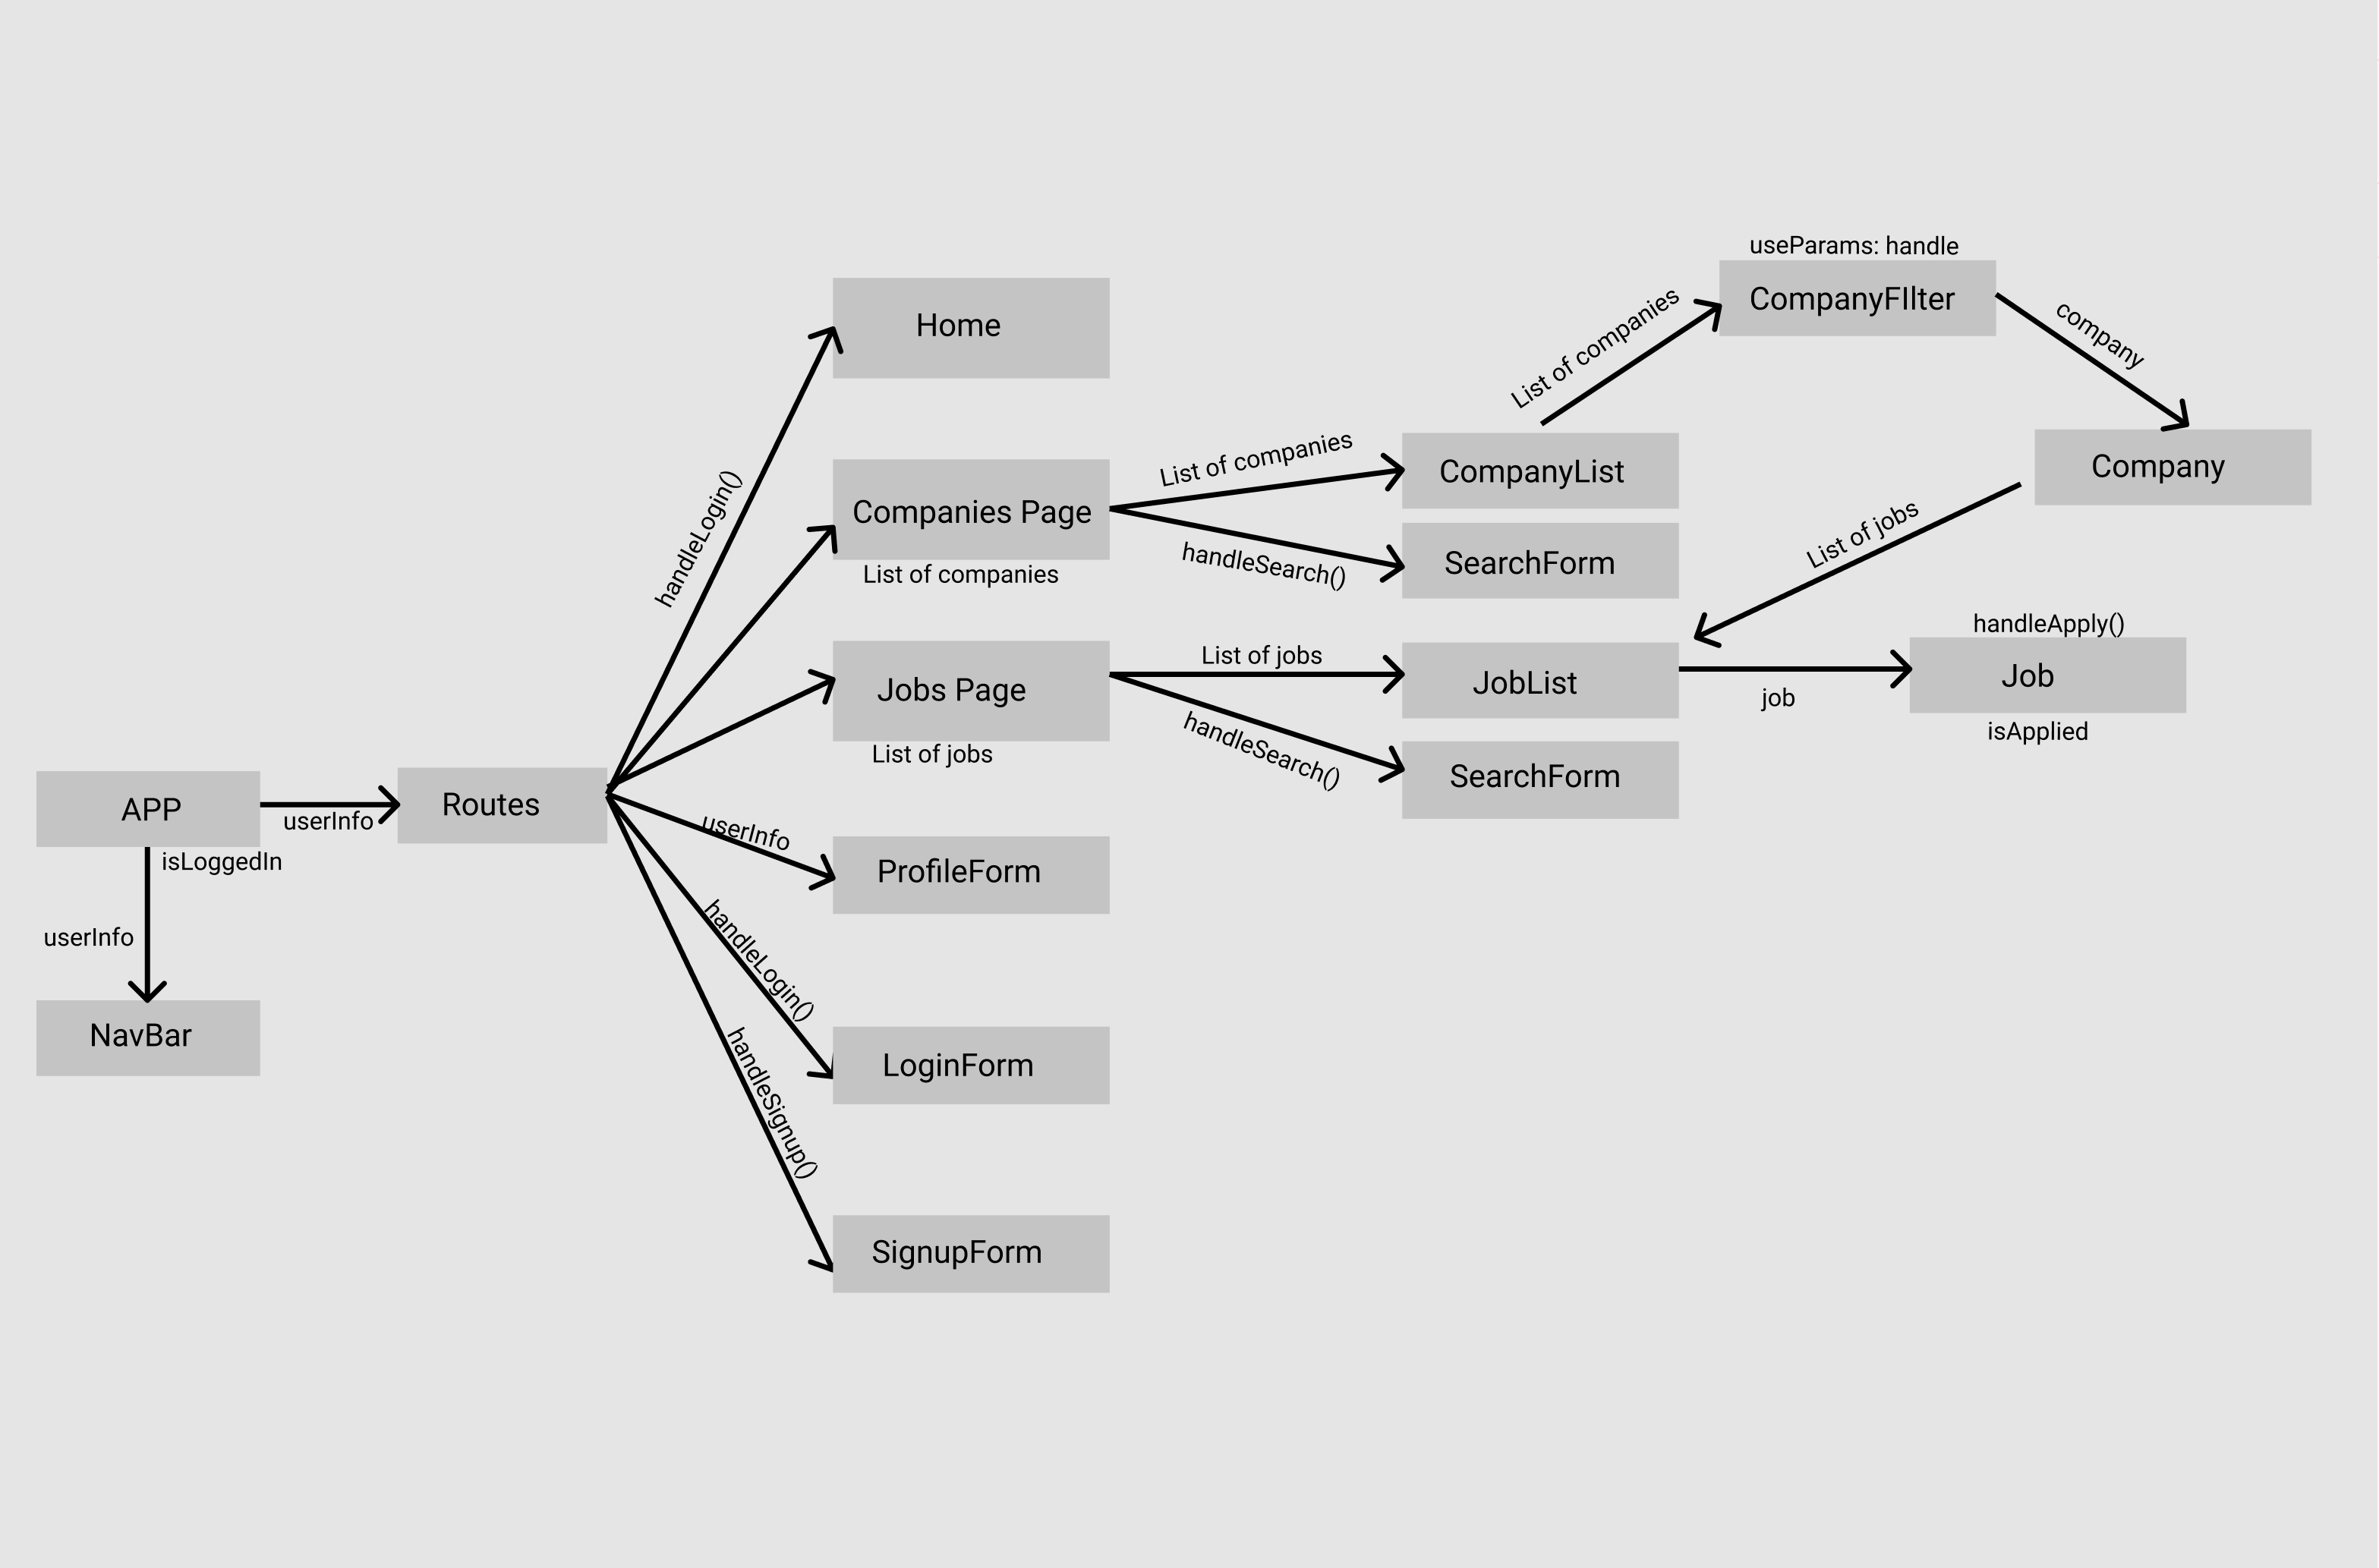 useParams: handle
CompanyFIlter
List of companies
company
Home
handleLogin()
List of companies
CompanyList
Company
Companies Page
List of companies
handleSearch()
SearchForm
List of jobs
handleApply()
Jobs Page
List of jobs
List of jobs
JobList
job
Job
isApplied
handleSearch()
SearchForm
APP
userInfo
Routes
isLoggedIn
userInfo
ProfileForm
userInfo
NavBar
handleLogin()
LoginForm
handleSignup()
SignupForm